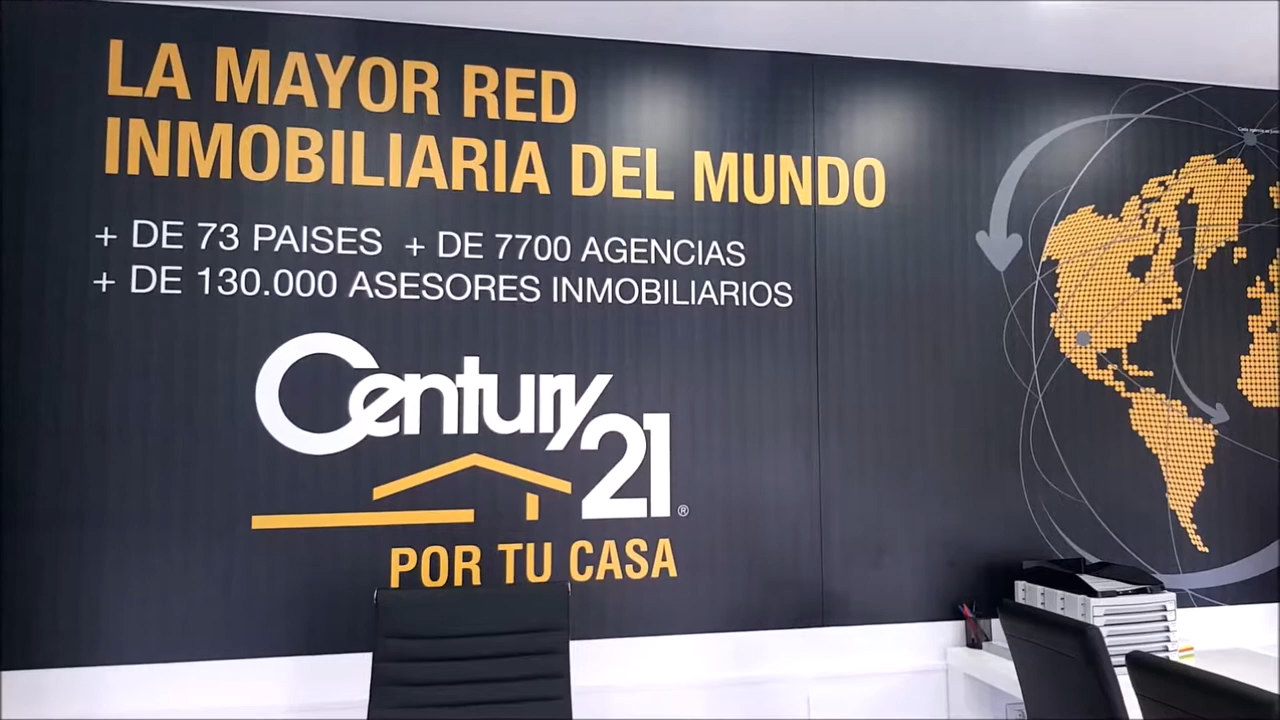 LA MAYOR RED
INMOBILIARIA DEL MUNDO
+ DE 73 PAISES + DE 7700 AGENCIAS
+ DE 130.000 ASESORES INMOBILIARIOS
Century
21®
POR TU CASA